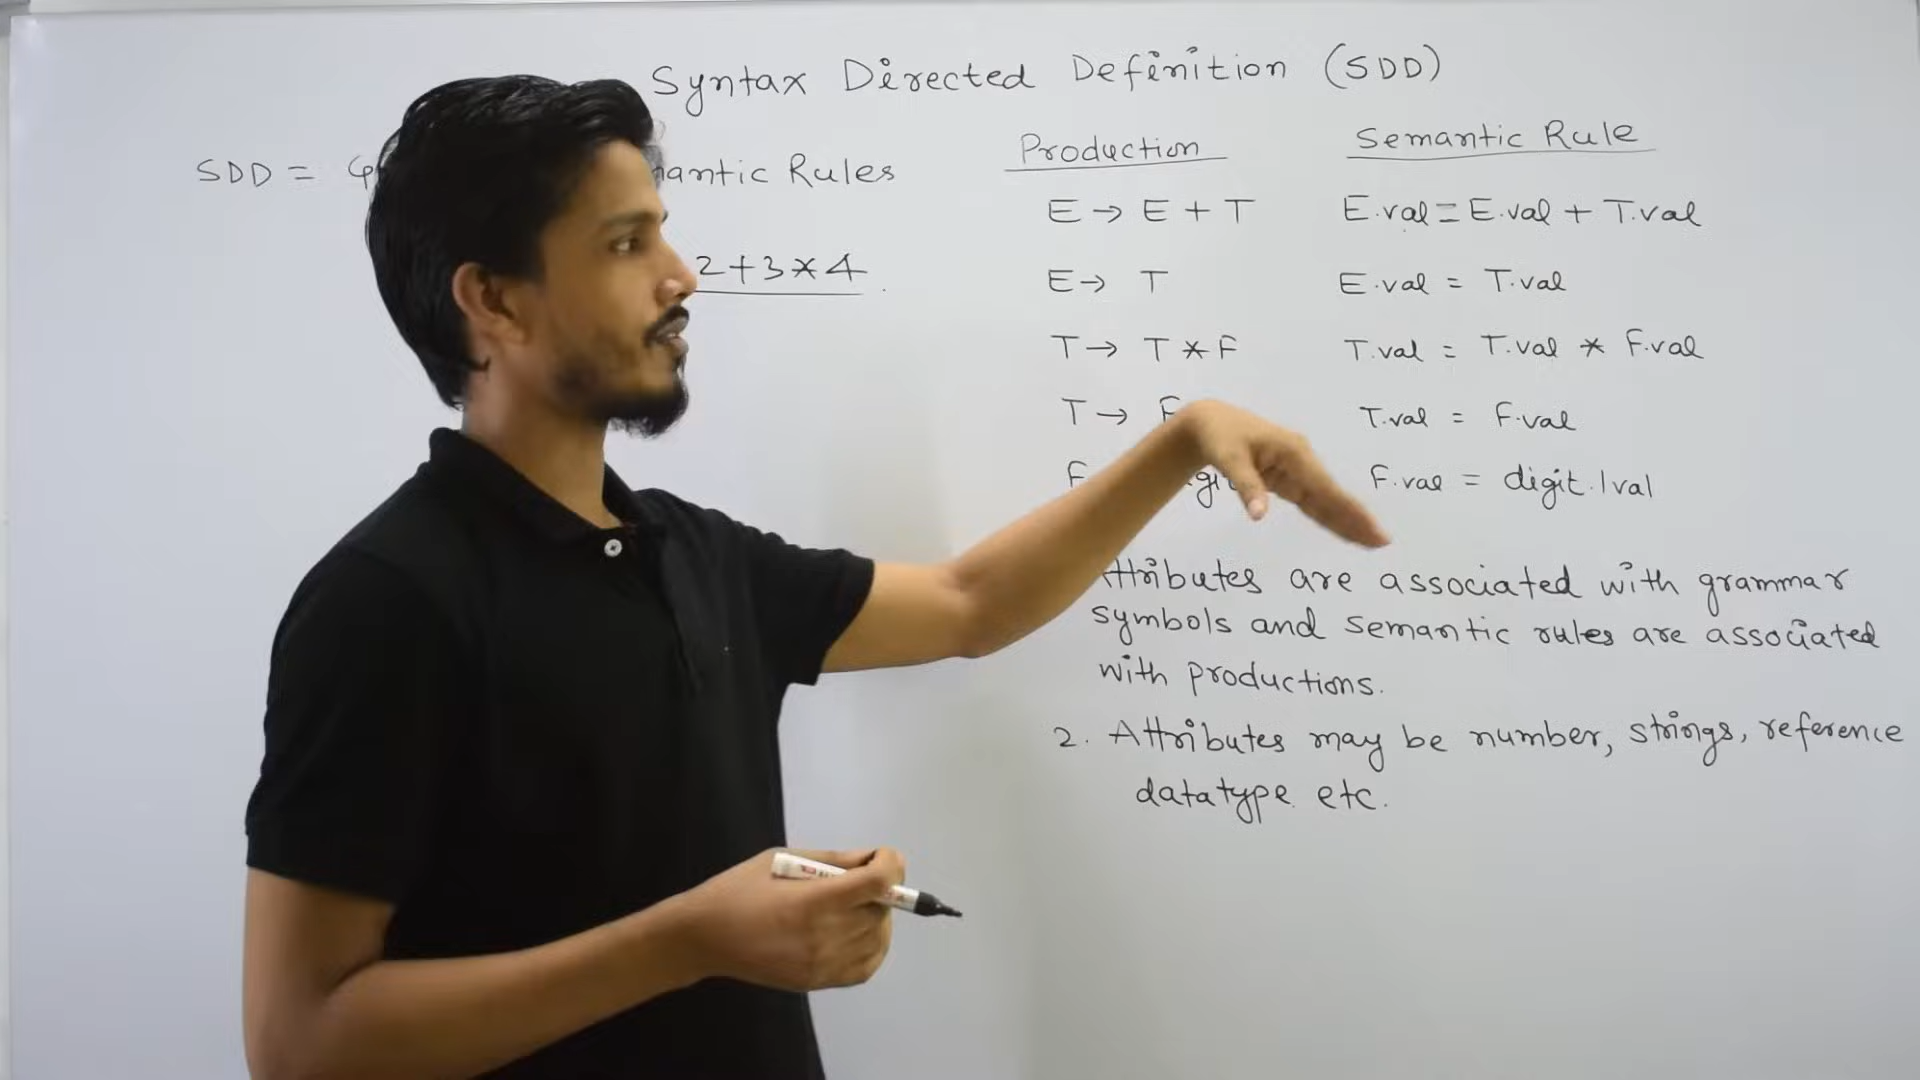 Syntax Directed Definition (SDD)
SDD = mantic Rules
2+3*4
Production Semantic Rule
E → E + T E.val = E.val + T.val
E → T E.val = T.val
T → T * F T.val = T.val * F.val
T → F T.val = F.val
F gi F.val = digit.lval
ttributes are associated with grammar
symbols and semantic rules are associated
with productions.
2. Attributes may be number, strings, reference
datatype etc.